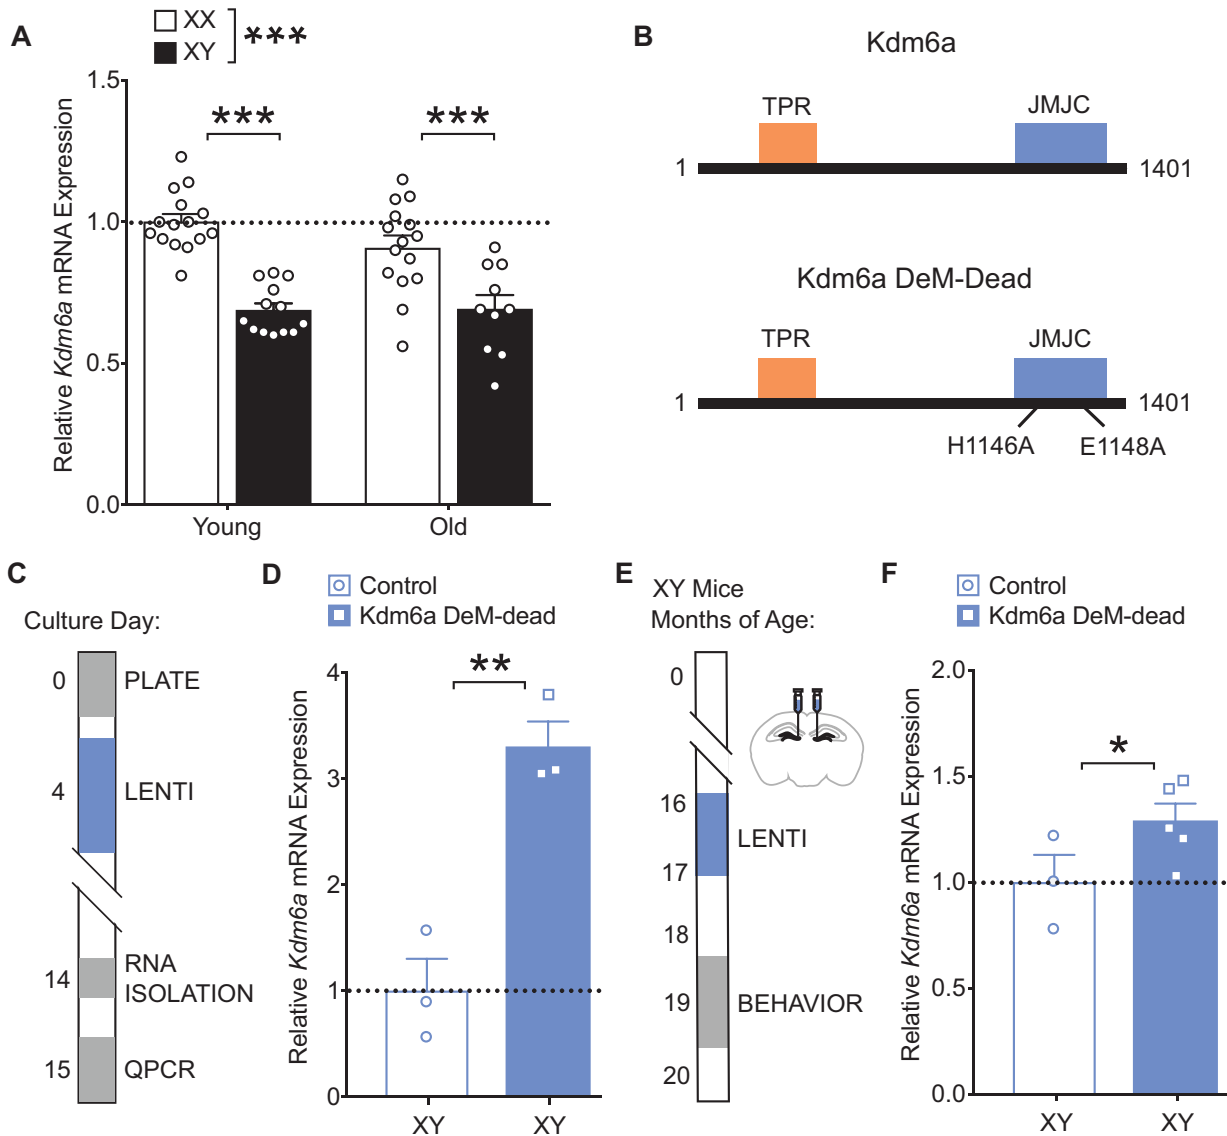 A
XX
XY
***
1.5
1.0
0.5
0.0
Relative Kdm6a mRNA Expression
***
***
Young
Old
B
Kdm6a
TPR
JMJC
1
1401
Kdm6a DeM-Dead
TPR
JMJC
1
1401
H1146A
E1148A
C
Culture Day:
0
PLATE
4
LENTI
14
RNA
ISOLATION
15
QPCR
D
Control
Kdm6a DeM-dead
**
4
3
2
1
0
Relative Kdm6a mRNA Expression
XY
XY
E
XY Mice
Months of Age:
0
16
LENTI
17
18
19
BEHAVIOR
20
F
Control
Kdm6a DeM-dead
*
2.0
1.5
1.0
0.5
0.0
Relative Kdm6a mRNA Expression
XY
XY